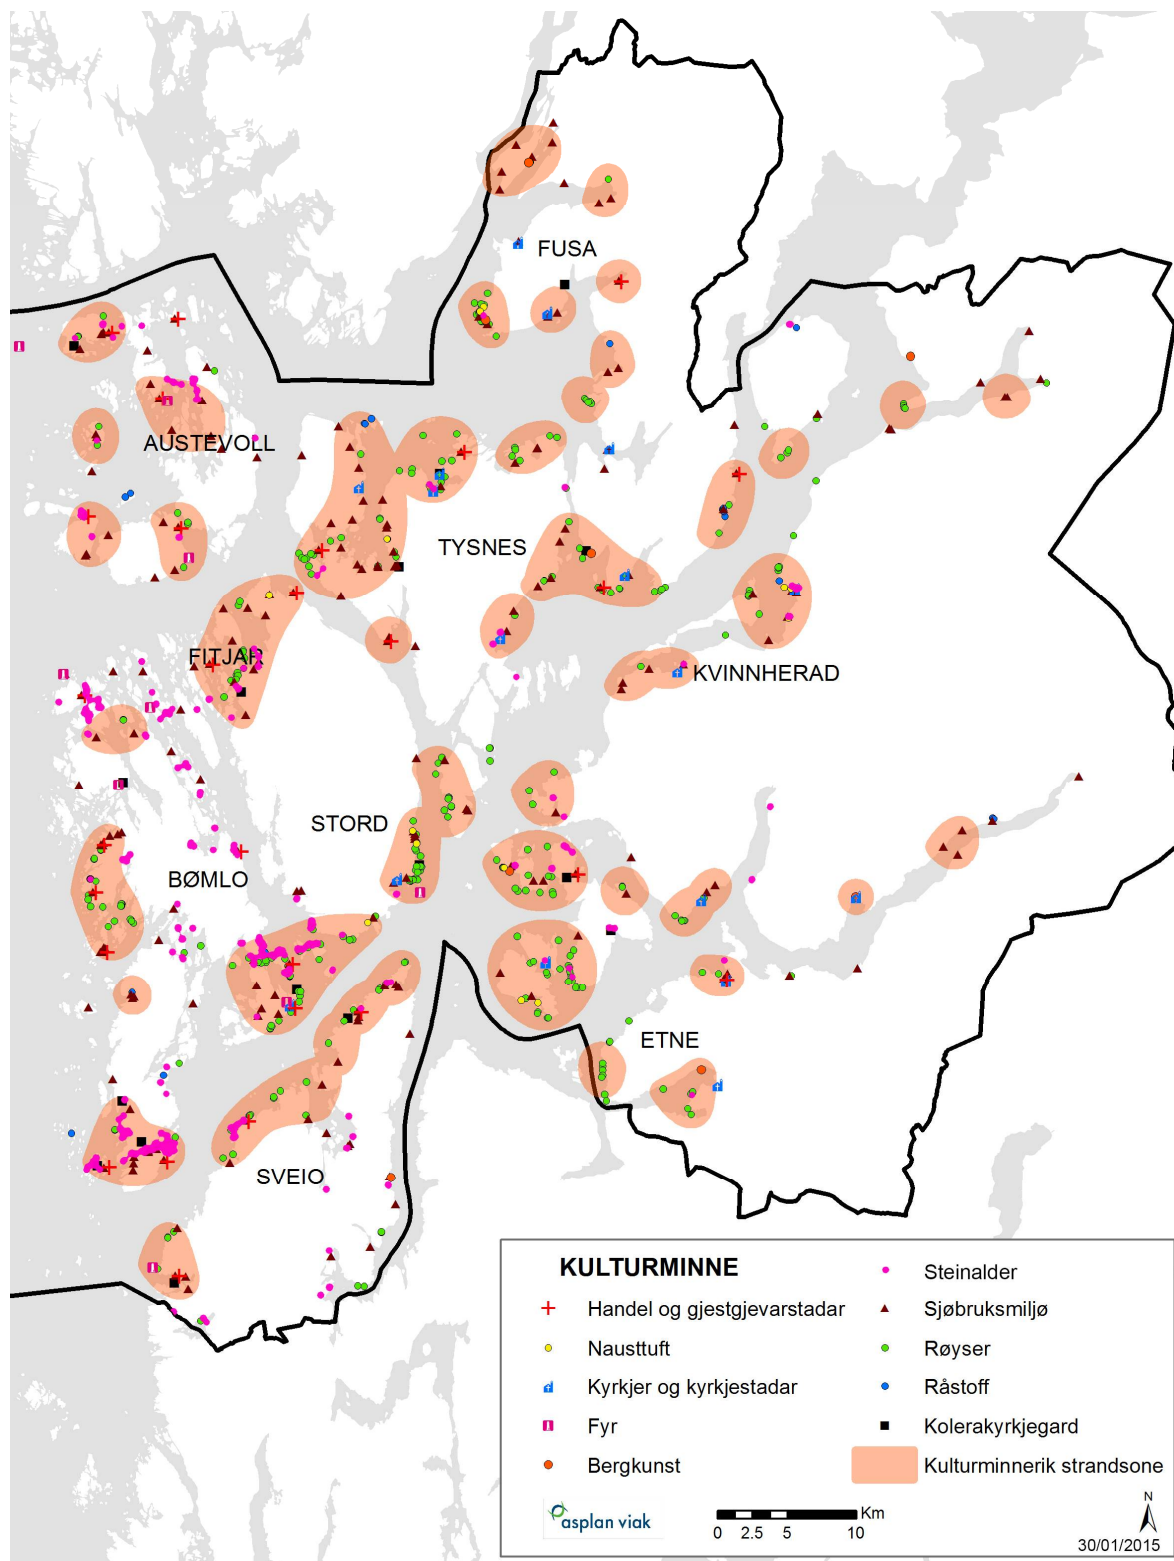 FUSA
AUSTEVOLL
TYSNES
FITJAR
KVINNHERAD
STORD
BØMLO
ETNE
SVEIO
KULTURMINNE
Handel og gjestgjevarstadar
Nausttuft
Kyrkjer og kyrkjestadar
Fyr
Bergkunst
Steinalder
Sjøbruksmiljø
Røyser
Råstoff
Kolerakyrkjegard
Kulturminnerik strandsone
asplan viak
Km
0 2.5 5 10
N
30/01/2015